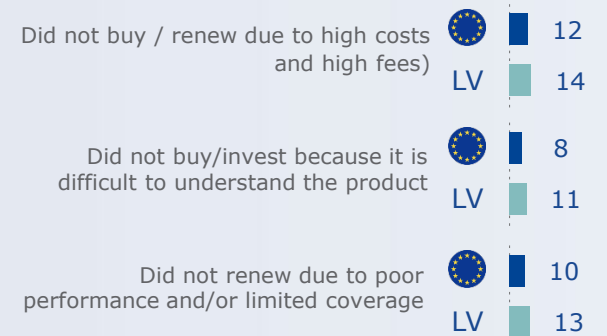 Did not buy / renew due to high costs
and high fees)
12
LV 14
Did not buy/invest because it is
difficult to understand the product
8
LV 11
Did not renew due to poor
performance and/or limited coverage
10
LV 13